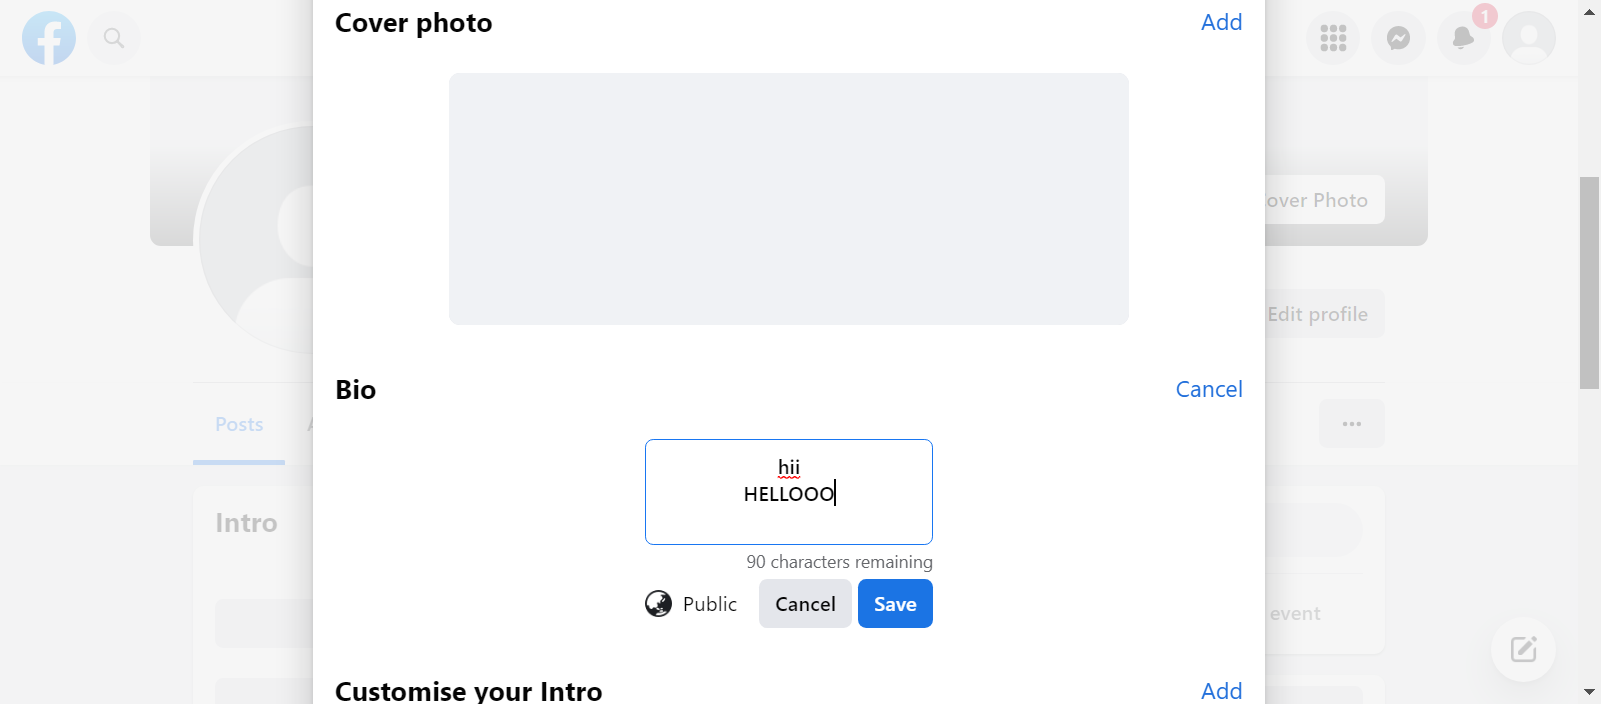 Cover photo
Add
1
over Photo
Edit profile
Bio
Cancel
Posts
hii
HELLOOO
Intro
90 characters remaining
Public
Cancel
Save
event
Customise your Intro
Add